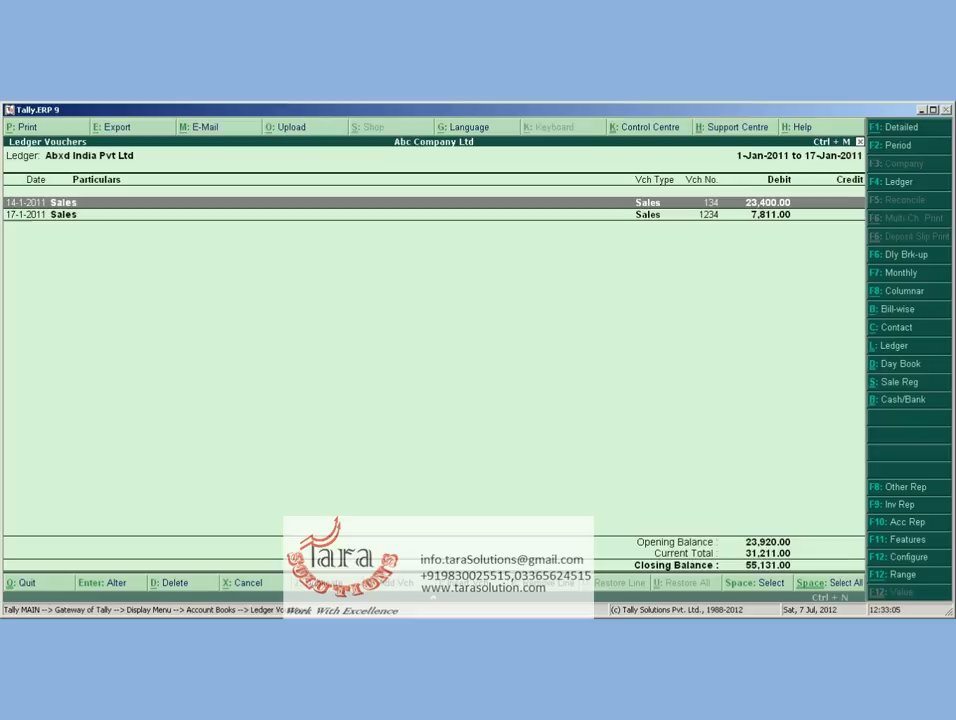 Tally.ERP 9
P: Print E: Export M: E-Mail O: Upload S: Shop G: Language K: Keyboard K: Control Centre H: Support Centre H: Help
Ledger Vouchers Abc Company Ltd Ctrl + M
Ledger: Abxd India Pvt Ltd 1-Jan-2011 to 17-Jan-2011
Date Particulars Vch Type Vch No. Debit Credit
14-1-2011 Sales Sales 134 23,400.00
17-1-2011 Sales Sales 1234 7,811.00
Opening Balance : 23,920.00
Current Total : 31,211.00
Closing Balance : 55,131.00
F1: Detailed
F2: Period
F3: Company
F4: Ledger
F5: Reconcile
F6: Multi Ch. Print
F6: Deposit Slip Print
F6: Dly Brk-up
F7: Monthly
F8: Columnar
B: Bill-wise
C: Contact
L: Ledger
D: Day Book
S: Sale Reg
B: Cash/Bank
F8: Other Rep
F9: Inv Rep
F10: Acc Rep
F11: Features
F12: Configure
F12: Range
F12: Value
Tara
SOLUTIONS
Work With Excellence
info.taraSolutions@gmail.com
+919830025515,03365624515
www.tarasolution.com
Q: Quit Enter: Alter D: Delete X: Cancel Vch Restore Line U: Restore All Space: Select Space: Select All
Ctrl + N
Tally MAIN --> Gateway of Tally --> Display Menu --> Account Books --> Ledger Vo (c) Tally Solutions Pvt. Ltd., 1988-2012 Sat, 7 Jul, 2012 12:33:05